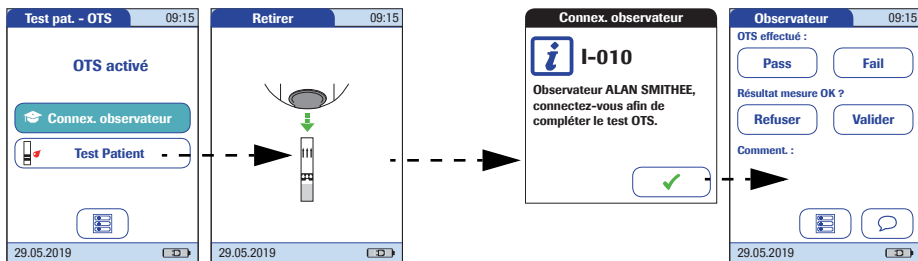 Test pat. - OTS 09:15
OTS activé
Connex. observateur
Test Patient
29.05.2019
Retirer 09:15
29.05.2019
Connex. observateur
I-010
Observateur ALAN SMITHEE,
connectez-vous afin de
compléter le test OTS.
Observateur 09:15
OTS effectué :
Pass Fail
Résultat mesure OK ?
Refuser Valider
Comment. :
29.05.2019